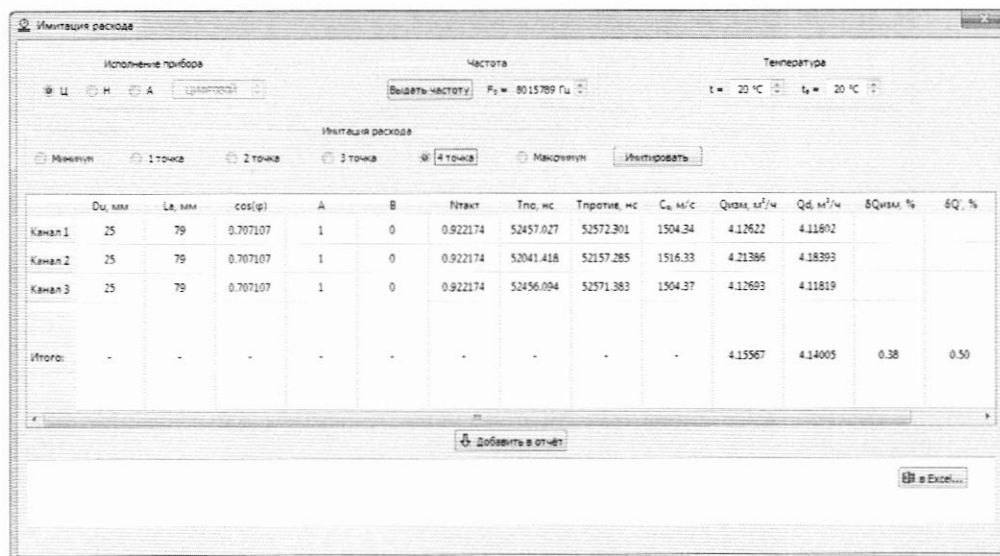 Имитация расхода
Исполнение прибора Частота Температура
Ц Н А цифровой Выдать частоту F₅ = 8015789 Гц t = 20 °C tₑ = 20 °C
Имитация расхода
Минимум 1 точка 2 точка 3 точка 4 точка Максимум Имитировать
Du, мм Lа, мм cos(φ) A B Nтакт Tпо, нс Tпротив, нс Cₐ, м/с Qизм, м³/ч Qd, м³/ч δQизм, % δQ', %
Канал 1 25 79 0.707107 1 0 0.922174 52457.027 52572.301 1504.34 4.12622 4.11802
Канал 2 25 79 0.707107 1 0 0.922174 52041.418 52157.285 1516.33 4.21386 4.18393
Канал 3 25 79 0.707107 1 0 0.922174 52456.094 52571.383 1504.37 4.12693 4.11819
Итого: - - - - - - - - - 4.15567 4.14005 0.38 0.50
Добавить в отчёт
в Excel...